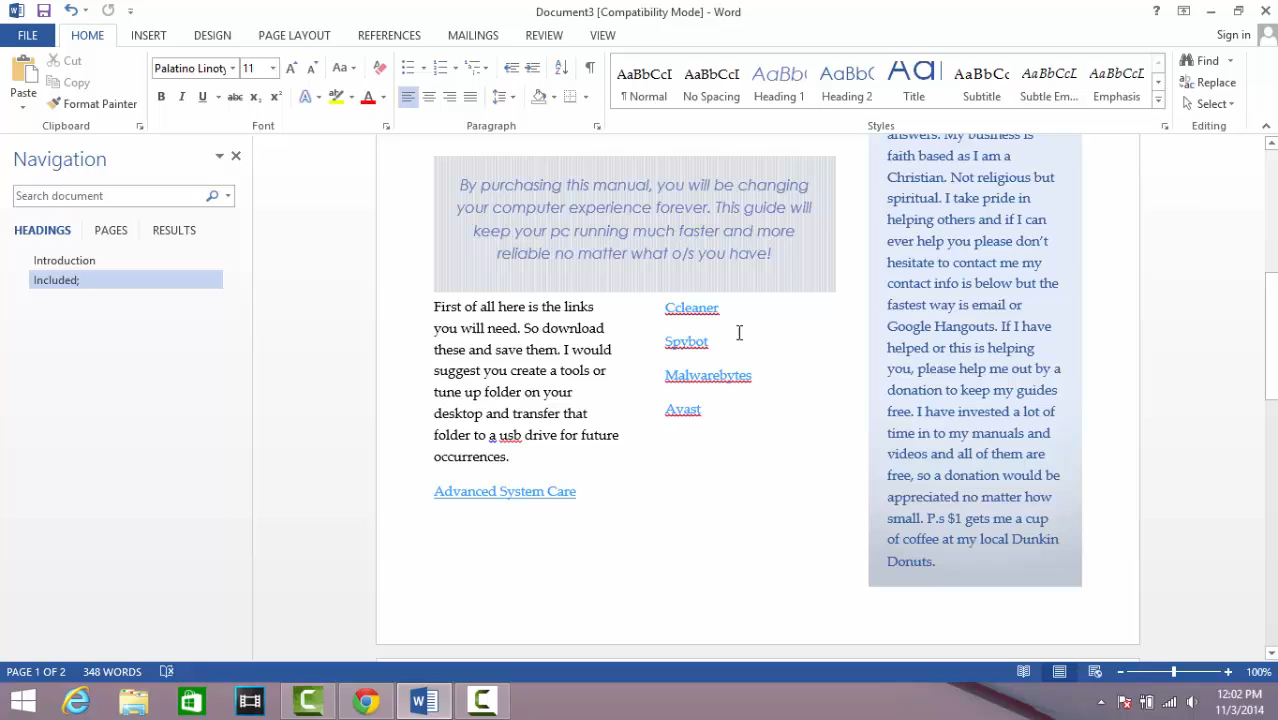 Document3 [Compatibility Mode] - Word
FILE
HOME
INSERT
DESIGN
PAGE LAYOUT
REFERENCES
MAILINGS
REVIEW
VIEW
Sign in
Paste
Cut
Copy
Format Painter
Clipboard
Palatino Linoty
11
Font
Paragraph
AaBbCcI
¶ Normal
AaBbCcI
No Spacing
AaBbC
Heading 1
AaBbCc
Heading 2
Title
AaBbCcI
Subtitle
AaBbCcL
Subtle Em...
AaBbCcL
Emphasis
Styles
Find
Replace
Select
Editing
Navigation
Search document
HEADINGS
PAGES
RESULTS
Introduction
Included;
By purchasing this manual, you will be changing
your computer experience forever. This guide will
keep your pc running much faster and more
reliable no matter what o/s you have!
First of all here is the links
you will need. So download
these and save them. I would
suggest you create a tools or
tune up folder on your
desktop and transfer that
folder to a usb drive for future
occurrences.
Advanced System Care
Ccleaner
Spybot
Malwarebytes
Avast
answers. My business is
faith based as I am a
Christian. Not religious but
spiritual. I take pride in
helping others and if I can
ever help you please don't
hesitate to contact me my
contact info is below but the
fastest way is email or
Google Hangouts. If I have
helped or this is helping
you, please help me out by a
donation to keep my guides
free. I have invested a lot of
time in to my manuals and
videos and all of them are
free, so a donation would be
appreciated no matter how
small. P.s $1 gets me a cup
of coffee at my local Dunkin
Donuts.
PAGE 1 OF 2
348 WORDS
100%
12:02 PM
11/3/2014